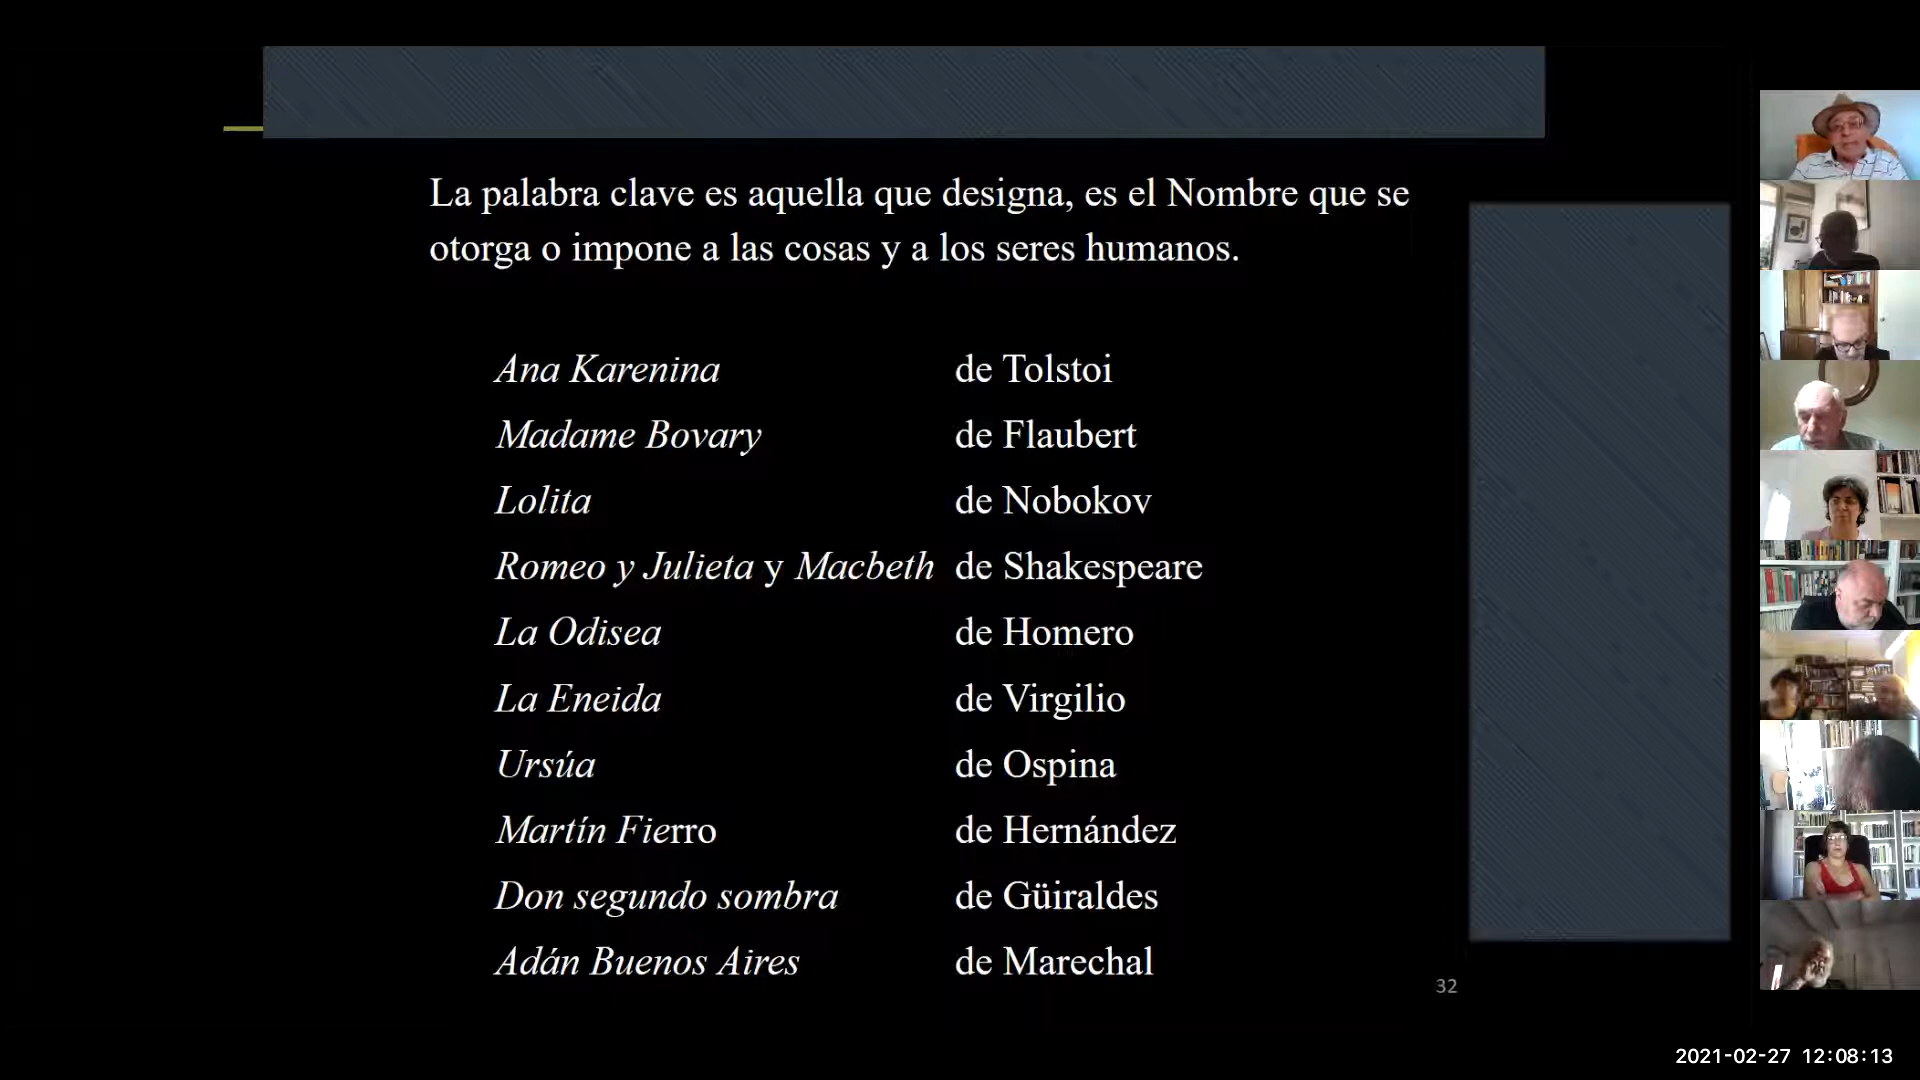 La palabra clave es aquella que designa, es el Nombre que se
otorga o impone a las cosas y a los seres humanos.
Ana Karenina de Tolstoi
Madame Bovary de Flaubert
Lolita de Nobokov
Romeo y Julieta y Macbeth de Shakespeare
La Odisea de Homero
La Eneida de Virgilio
Ursúa de Ospina
Martín Fierro de Hernández
Don segundo sombra de Güiraldes
Adán Buenos Aires de Marechal
32
2021-02-27 12:08:13